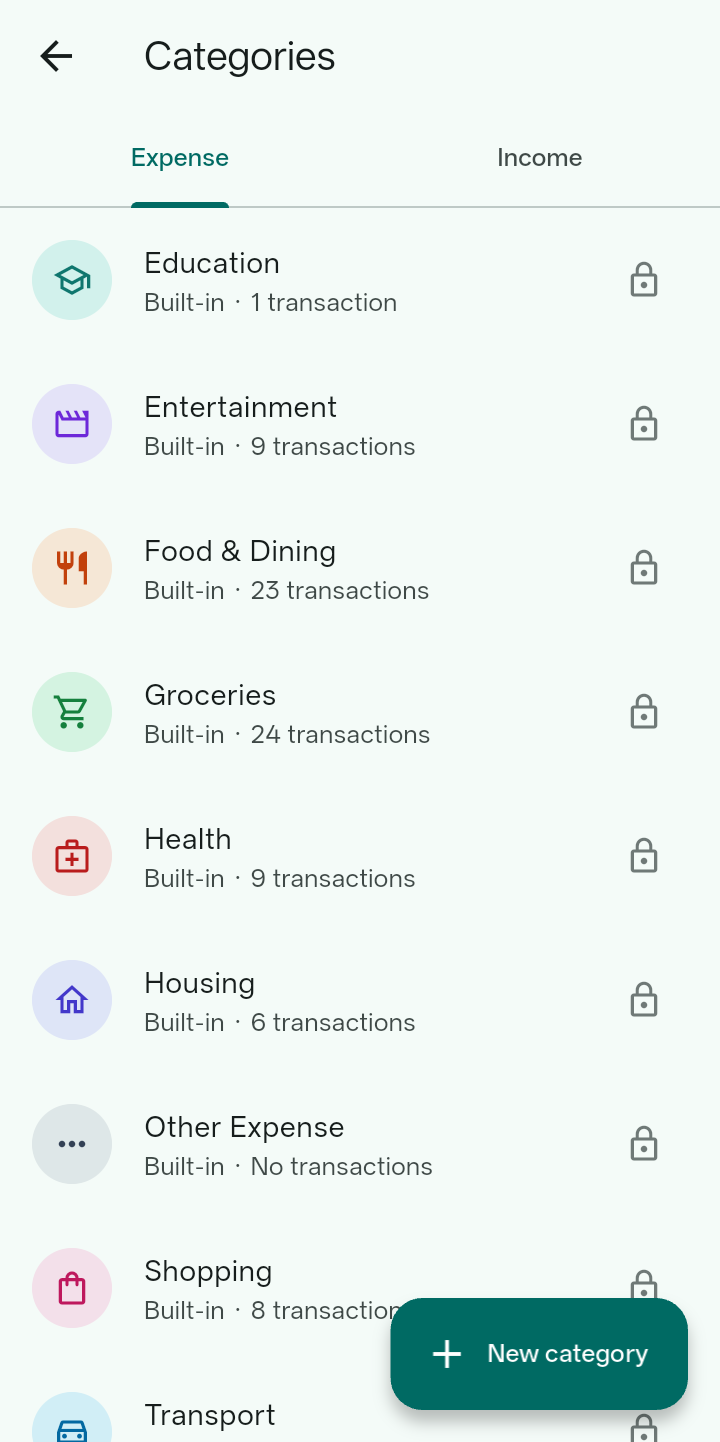 Categories
Expense
Income
Education
Built-in · 1 transaction
Entertainment
Built-in · 9 transactions
Food & Dining
Built-in · 23 transactions
Groceries
Built-in · 24 transactions
Health
Built-in · 9 transactions
Housing
Built-in · 6 transactions
Other Expense
Built-in · No transactions
Shopping
Built-in · 8
New category
Transport